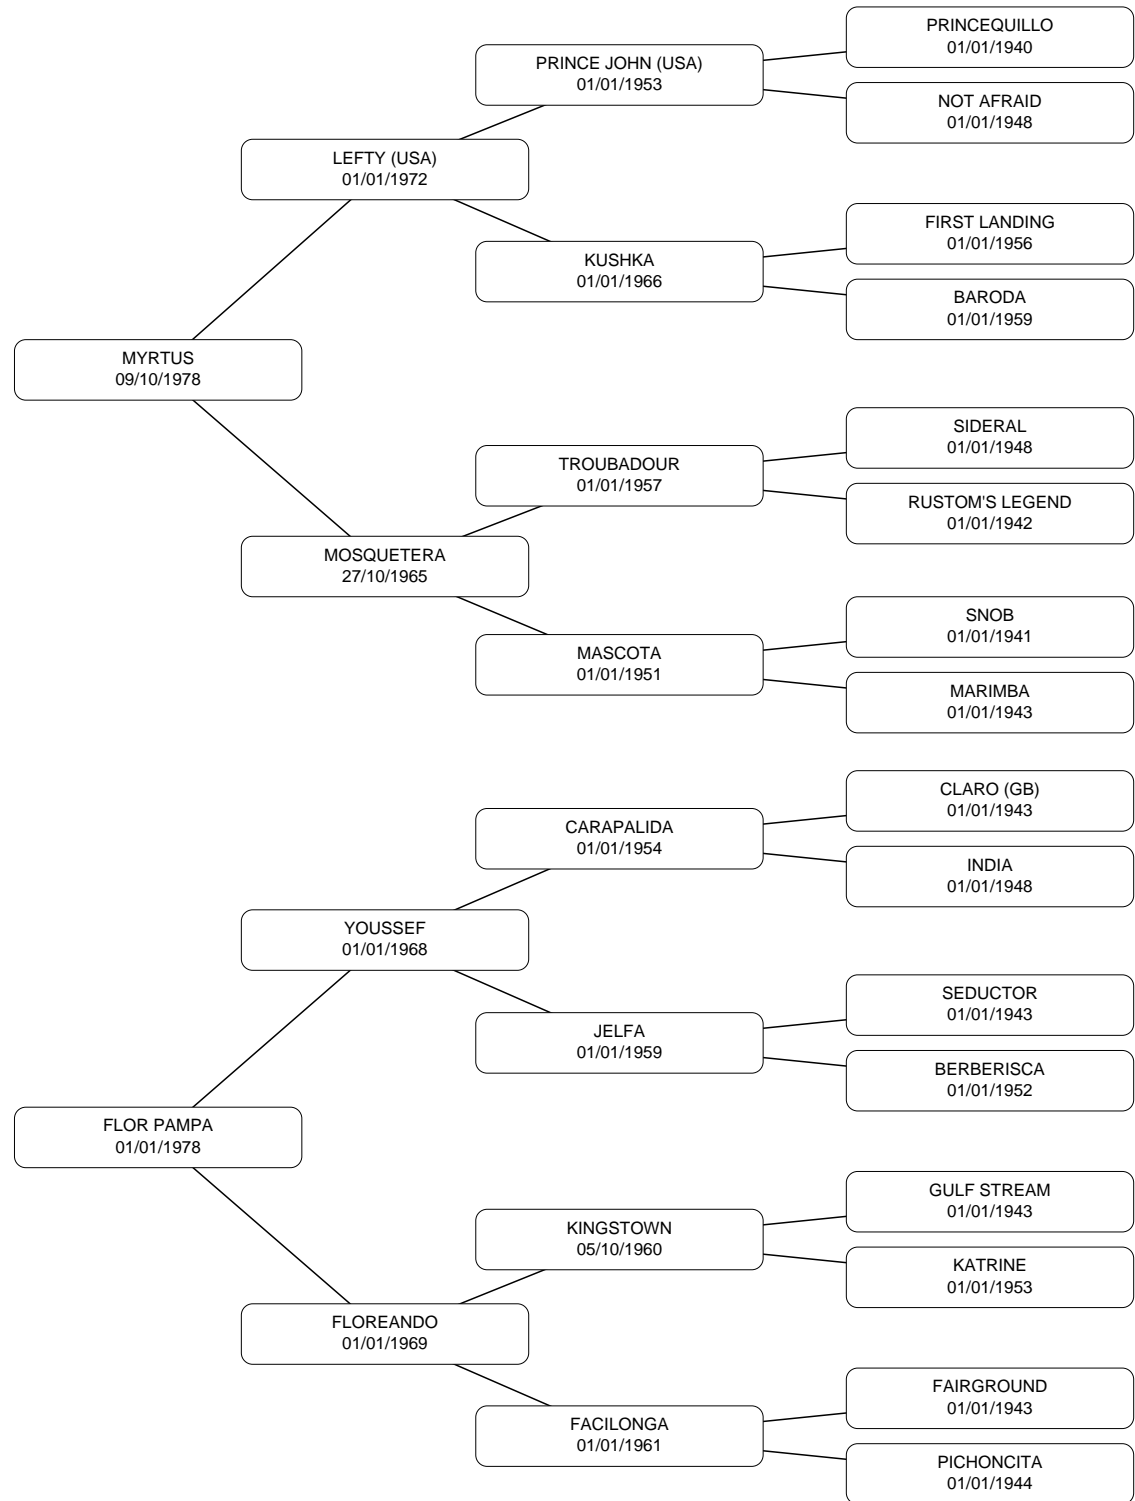 PRINCEQUILLO
01/01/1940
PRINCE JOHN (USA)
01/01/1953
NOT AFRAID
01/01/1948
LEFTY (USA)
01/01/1972
FIRST LANDING
01/01/1956
KUSHKA
01/01/1966
BARODA
01/01/1959
MYRTUS
09/10/1978
SIDERAL
01/01/1948
TROUBADOUR
01/01/1957
RUSTOM'S LEGEND
01/01/1942
MOSQUETERA
27/10/1965
SNOB
01/01/1941
MASCOTA
01/01/1951
MARIMBA
01/01/1943
CLARO (GB)
01/01/1943
CARAPALIDA
01/01/1954
INDIA
01/01/1948
YOUSSEF
01/01/1968
SEDUCTOR
01/01/1943
JELFA
01/01/1959
BERBERISCA
01/01/1952
FLOR PAMPA
01/01/1978
GULF STREAM
01/01/1943
KINGSTOWN
05/10/1960
KATRINE
01/01/1953
FLOREANDO
01/01/1969
FAIRGROUND
01/01/1943
FACILONGA
01/01/1961
PICHONCITA
01/01/1944